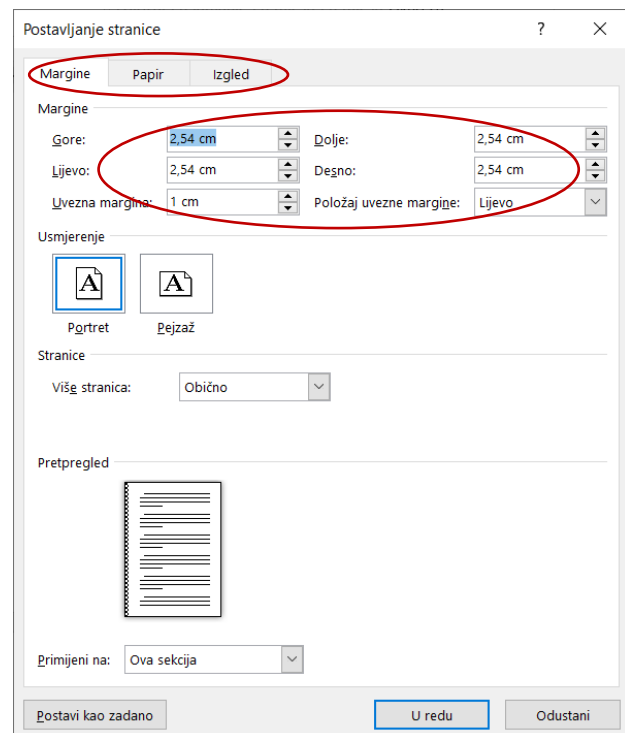 Postavljanje stranice ?
Margine Papir Izgled
Margine
Gore: 2,54 cm Dolje: 2,54 cm
Lijevo: 2,54 cm Desno: 2,54 cm
Uvezna margina: 1 cm Položaj uvezne margine: Lijevo
Usmjerenje
A A
Portret Pejzaž
Stranice
Više stranica: Obično
Pretpregled
Primijeni na: Ova sekcija
Postavi kao zadano U redu Odustani